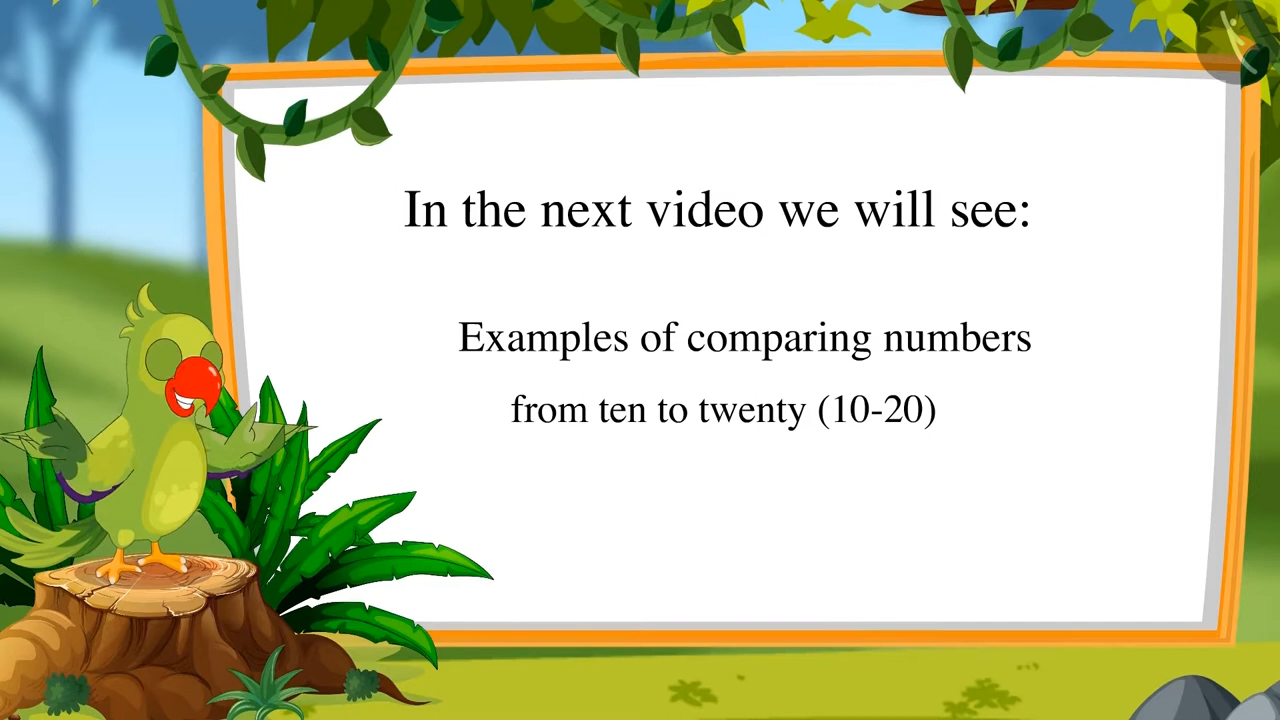 In the next video we will see:
Examples of comparing numbers
from ten to twenty (10-20)